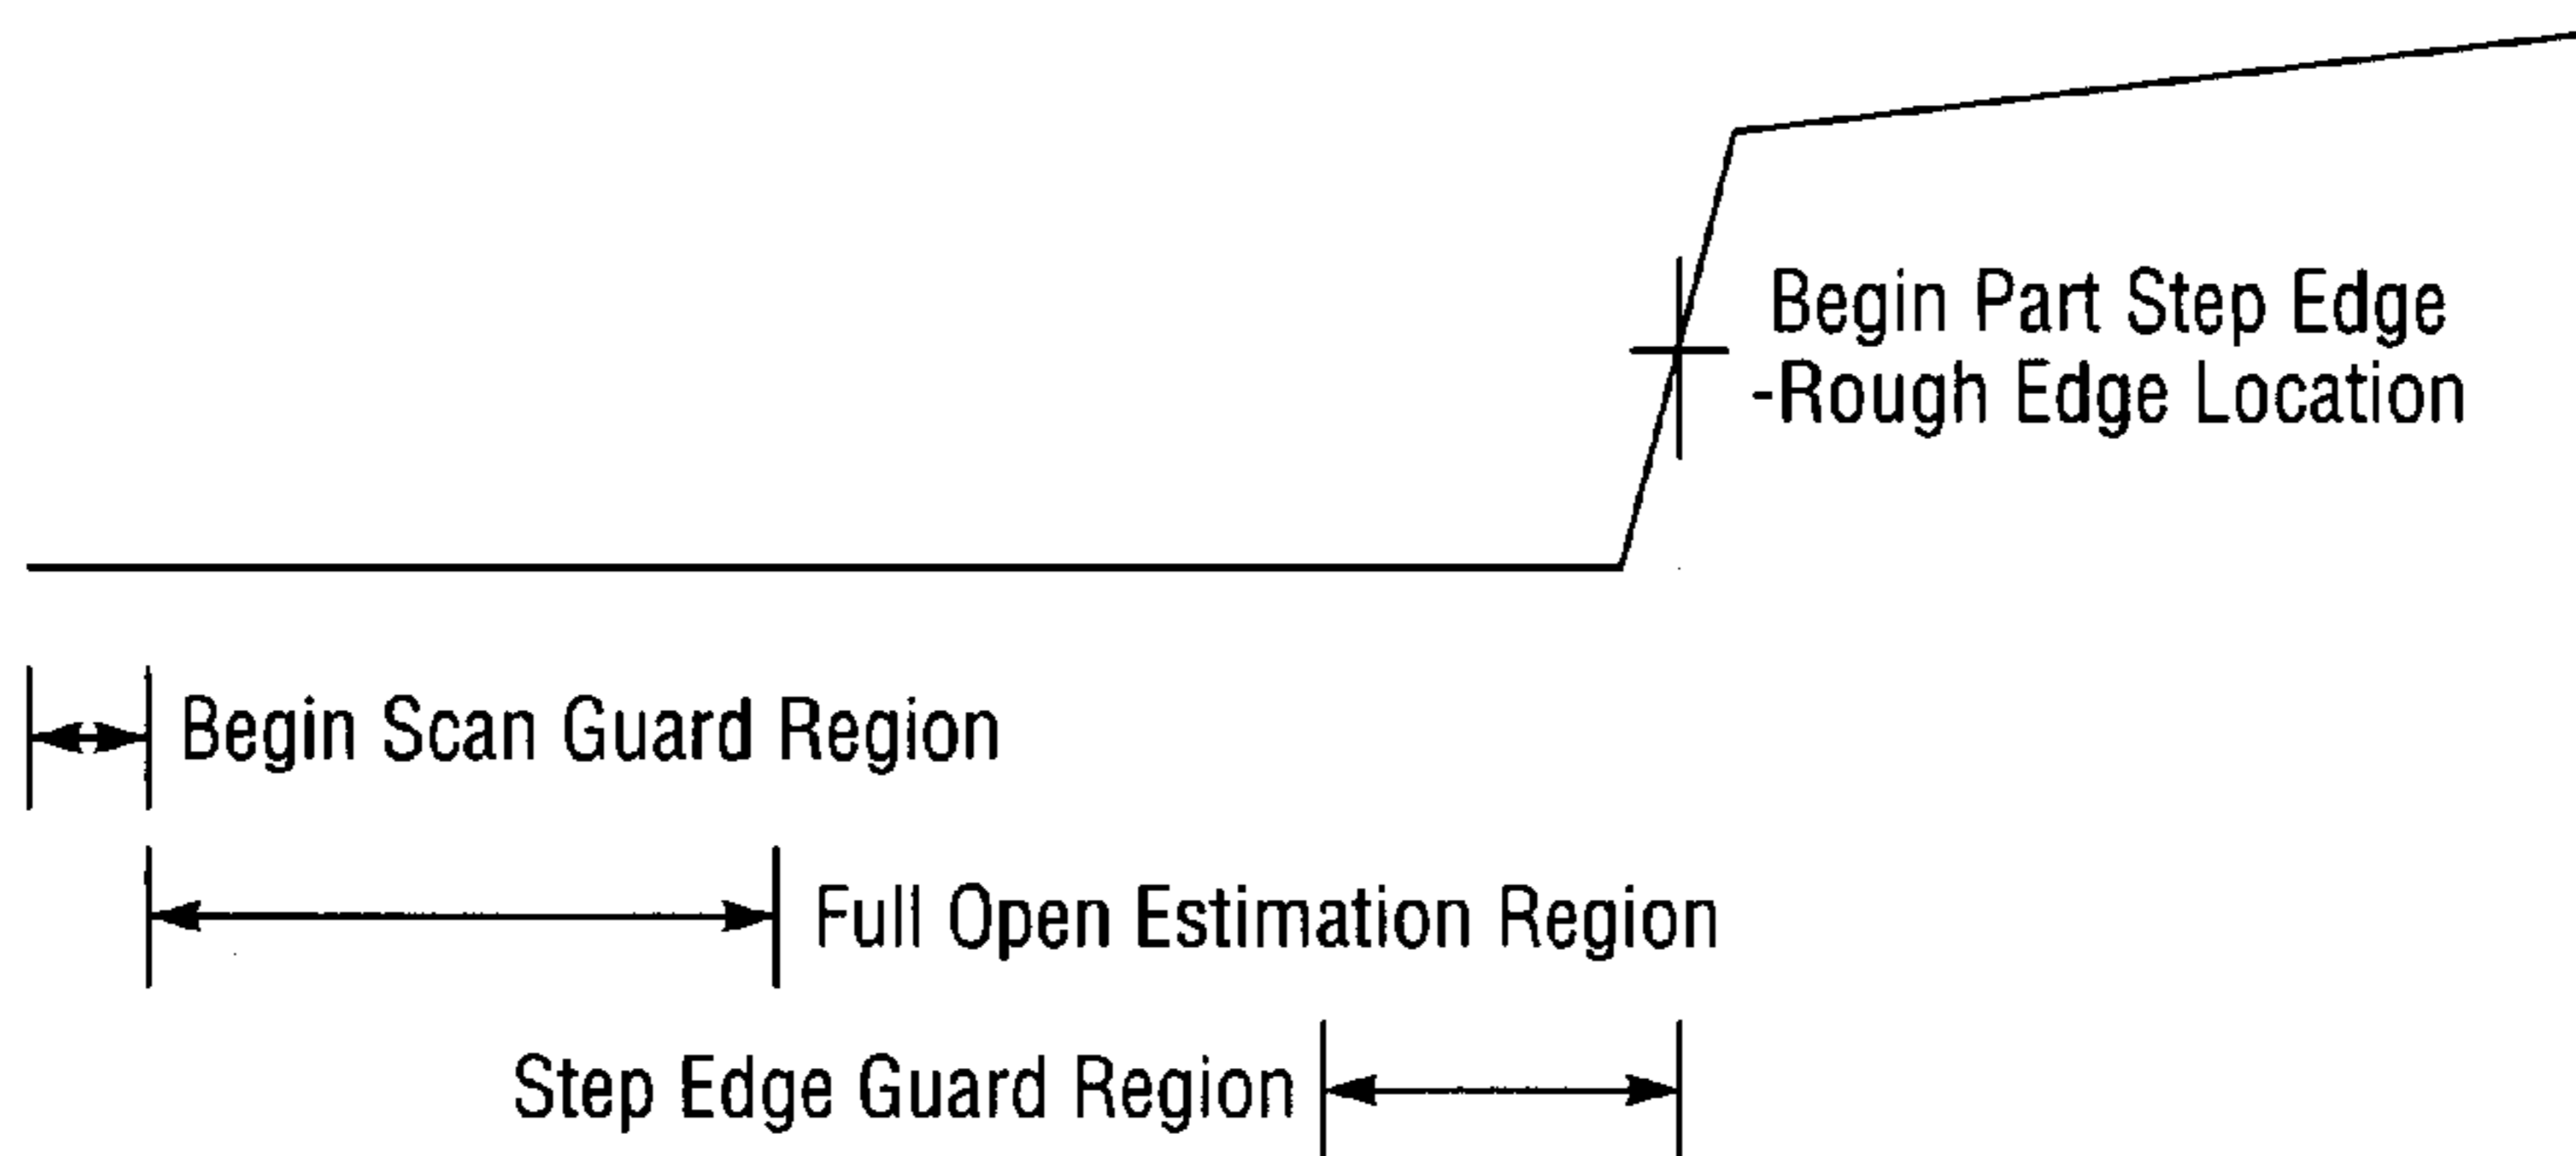 Begin Part Step Edge
-Rough Edge Location
Begin Scan Guard Region
Full Open Estimation Region
Step Edge Guard Region